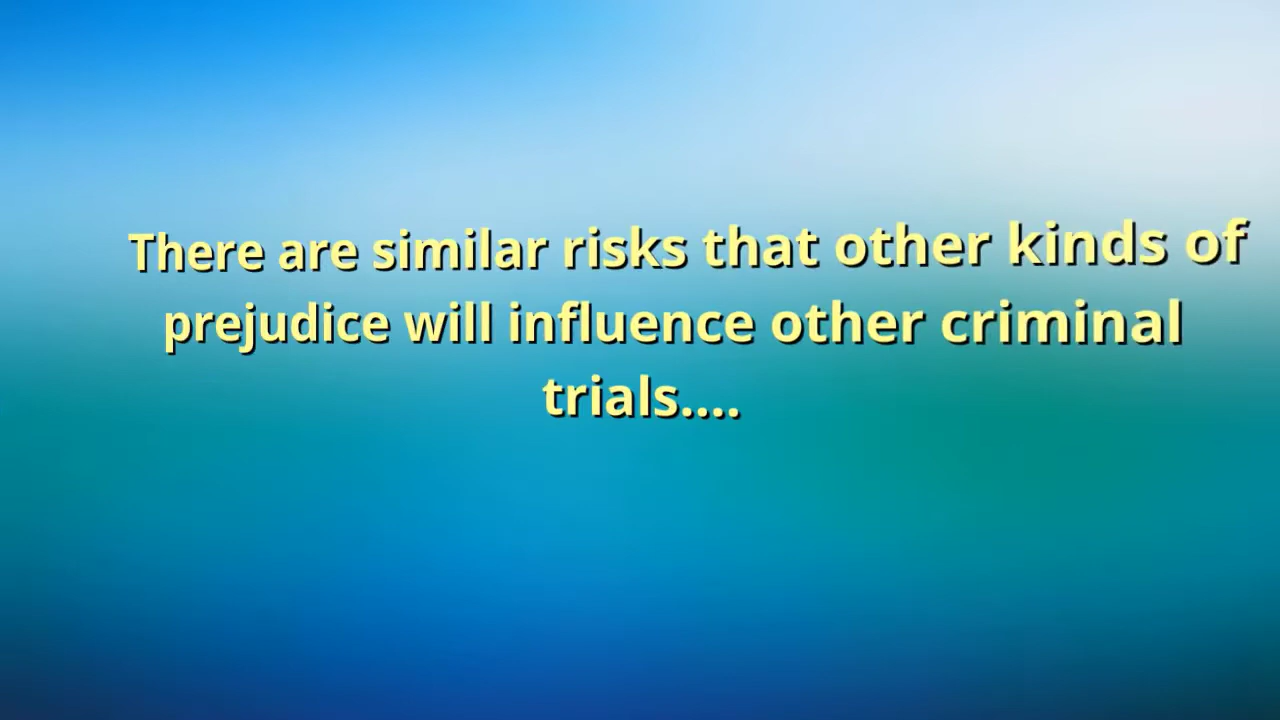 There are similar risks that other kinds of
prejudice will influence other criminal
trials....